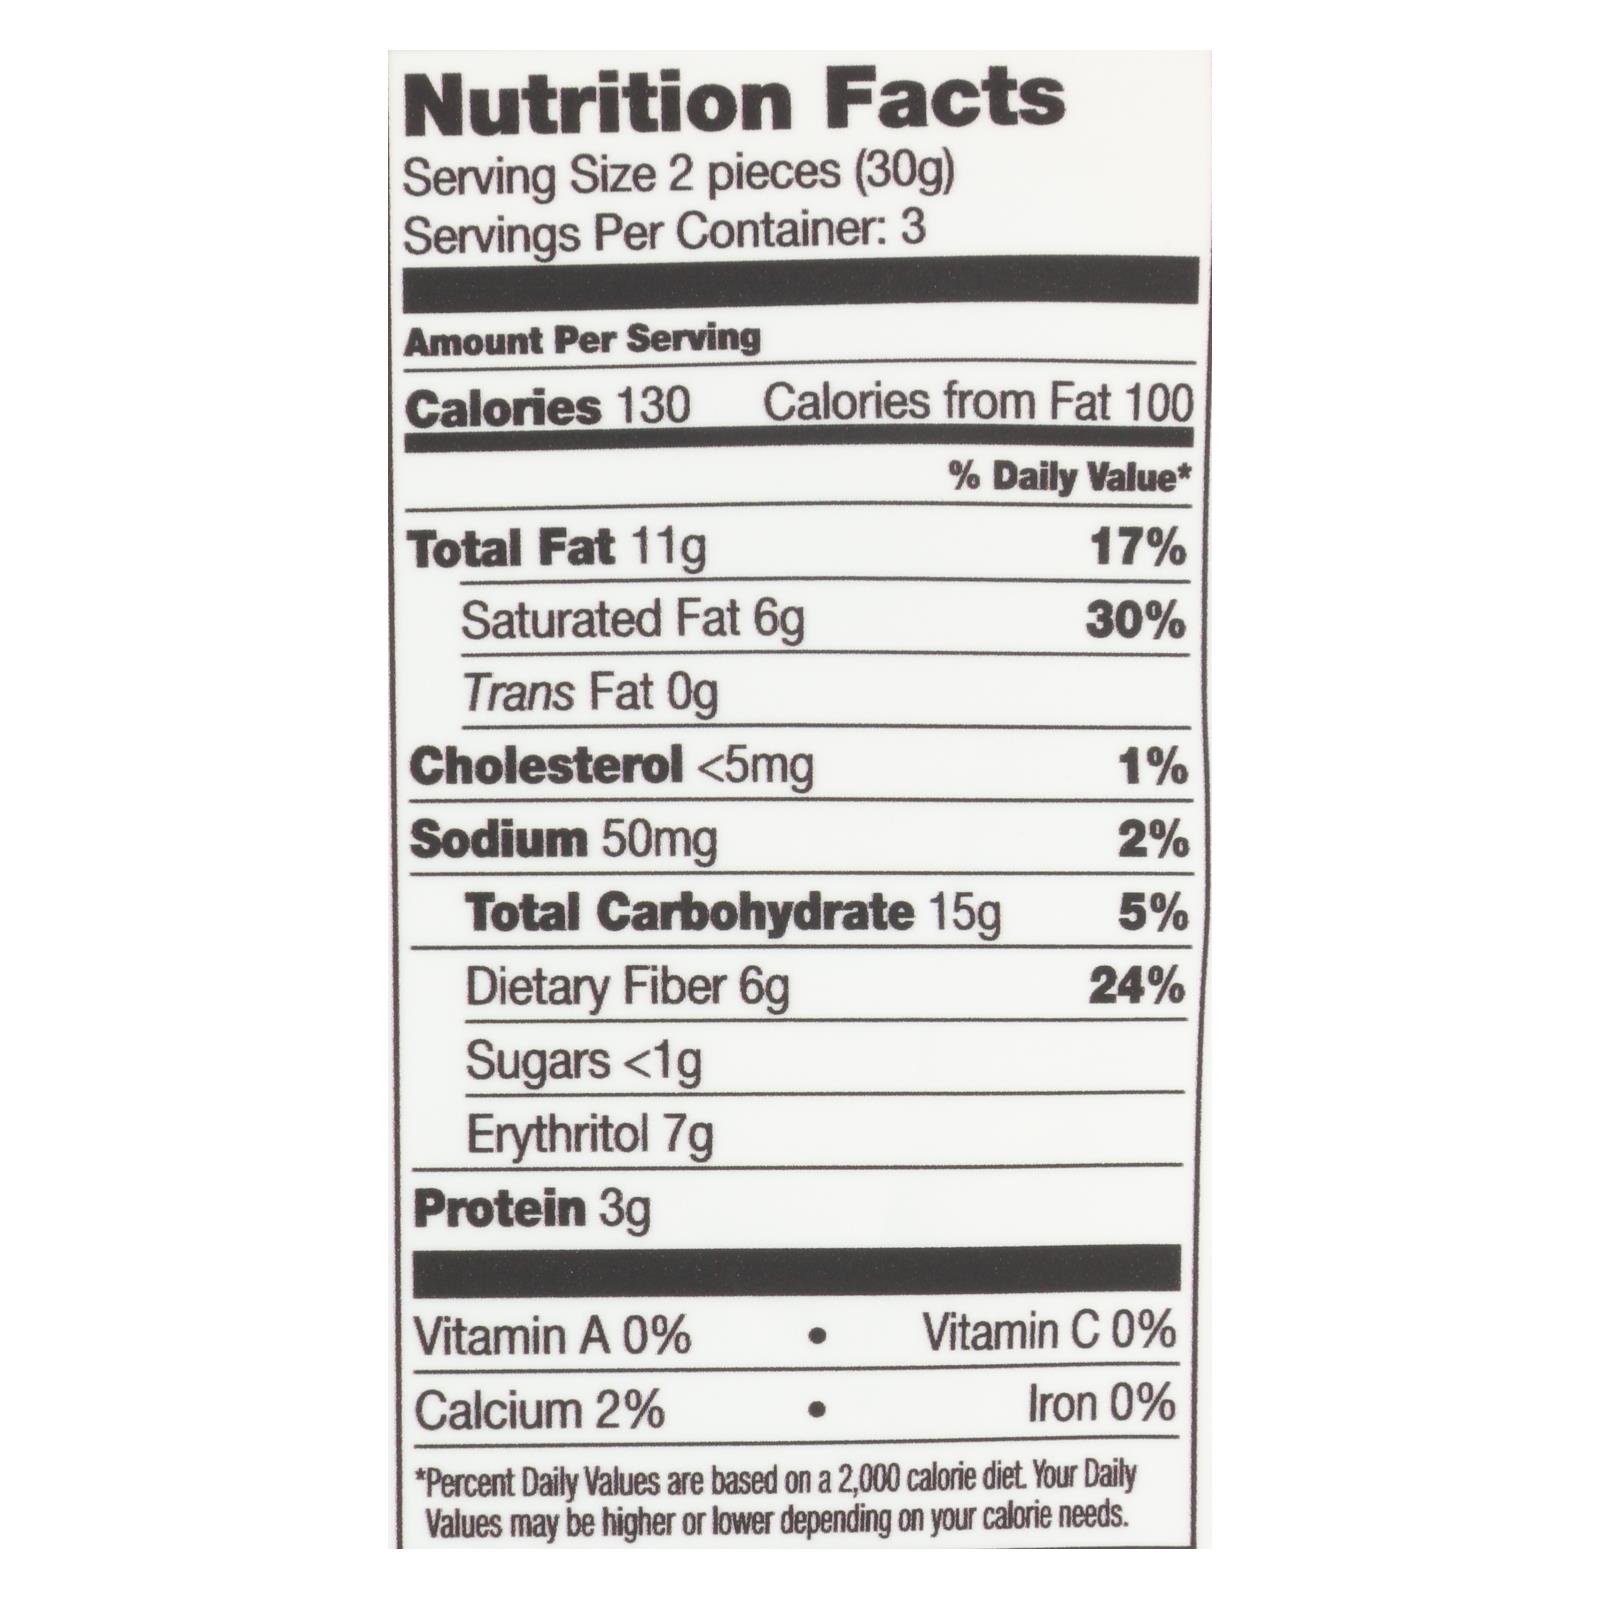 Nutrition Facts
Serving Size 2 pieces (30g)
Servings Per Container: 3
Amount Per Serving
Calories 130 Calories from Fat 100
% Daily Value*
Total Fat 11g 17%
Saturated Fat 6g 30%
Trans Fat 0g
Cholesterol <5mg 1%
Sodium 50mg 2%
Total Carbohydrate 15g 5%
Dietary Fiber 6g 24%
Sugars <1g
Erythritol 7g
Protein 3g
Vitamin A 0% • Vitamin C 0%
Calcium 2% • Iron 0%
*Percent Daily Values are based on a 2,000 calorie diet. Your Daily
Values may be higher or lower depending on your calorie needs.